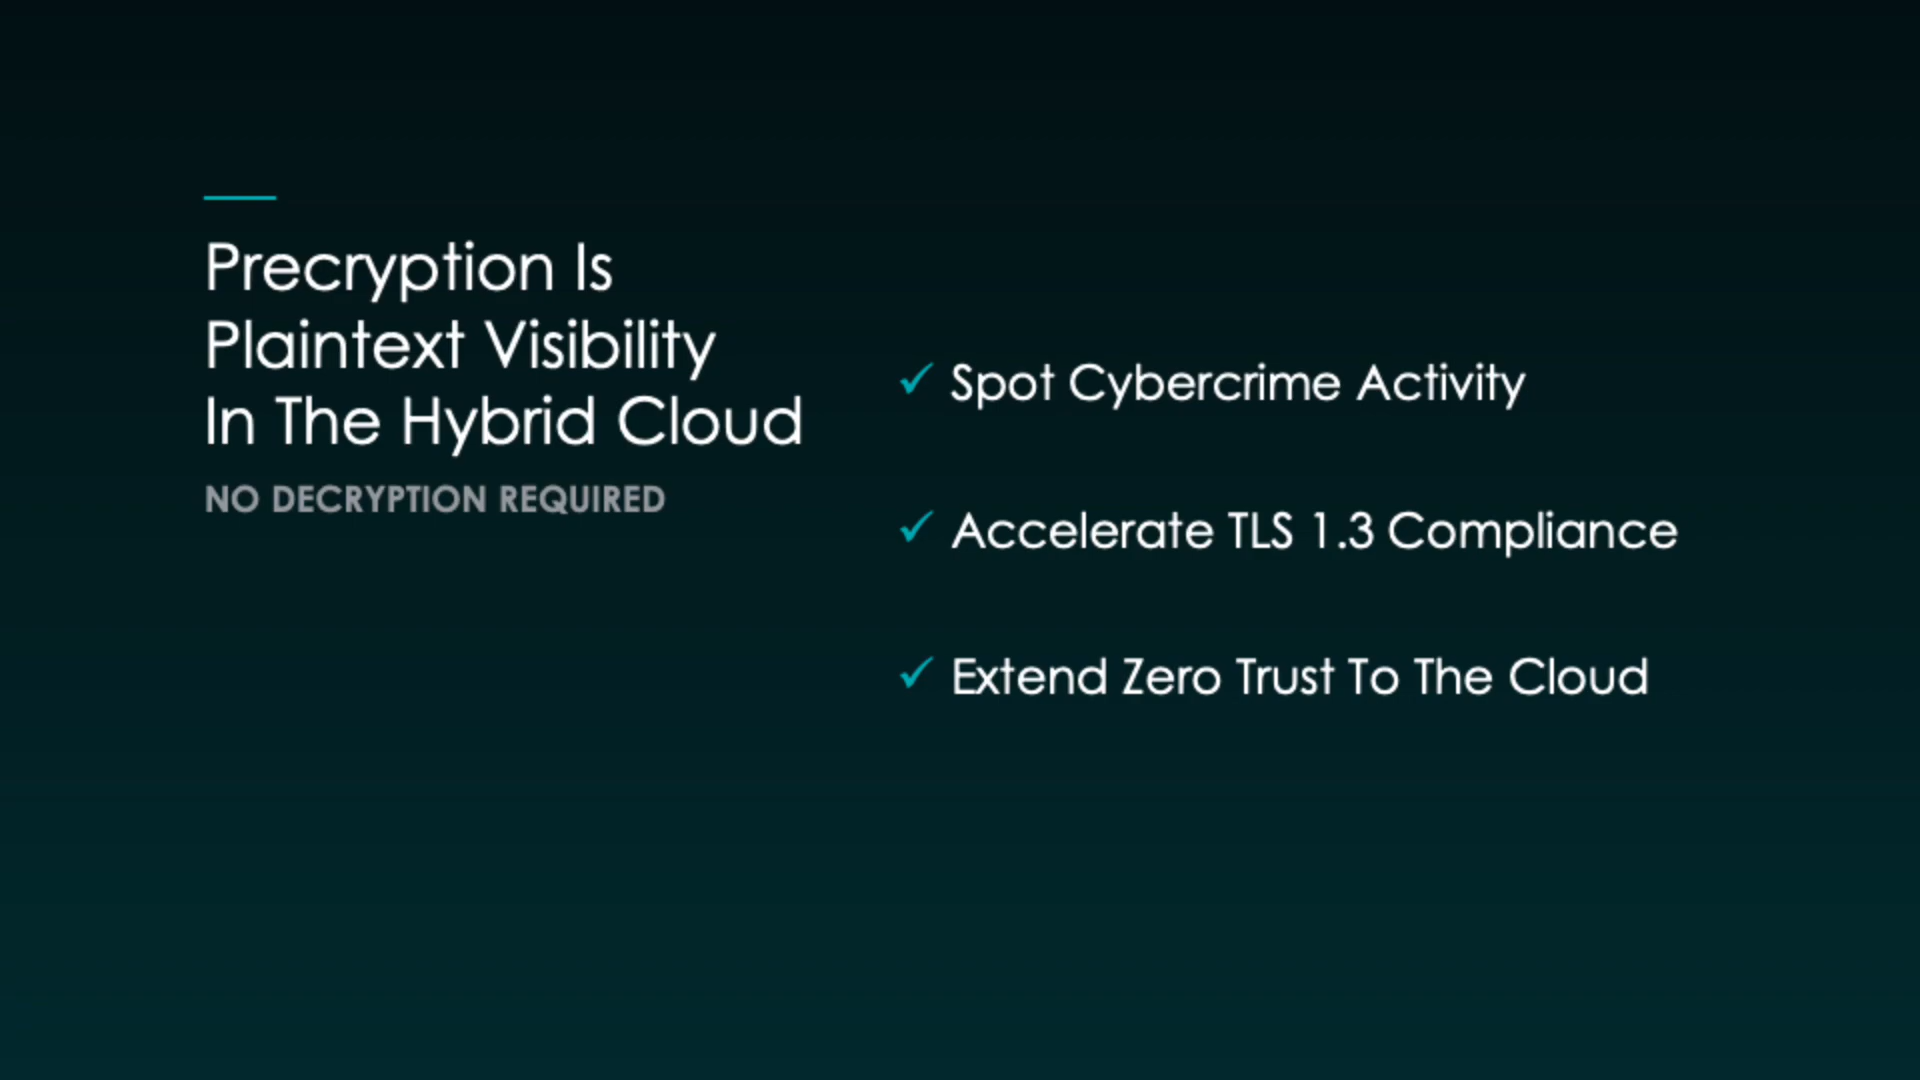 Precryption Is
Plaintext Visibility
In The Hybrid Cloud
NO DECRYPTION REQUIRED
✓ Spot Cybercrime Activity
✓ Accelerate TLS 1.3 Compliance
✓ Extend Zero Trust To The Cloud